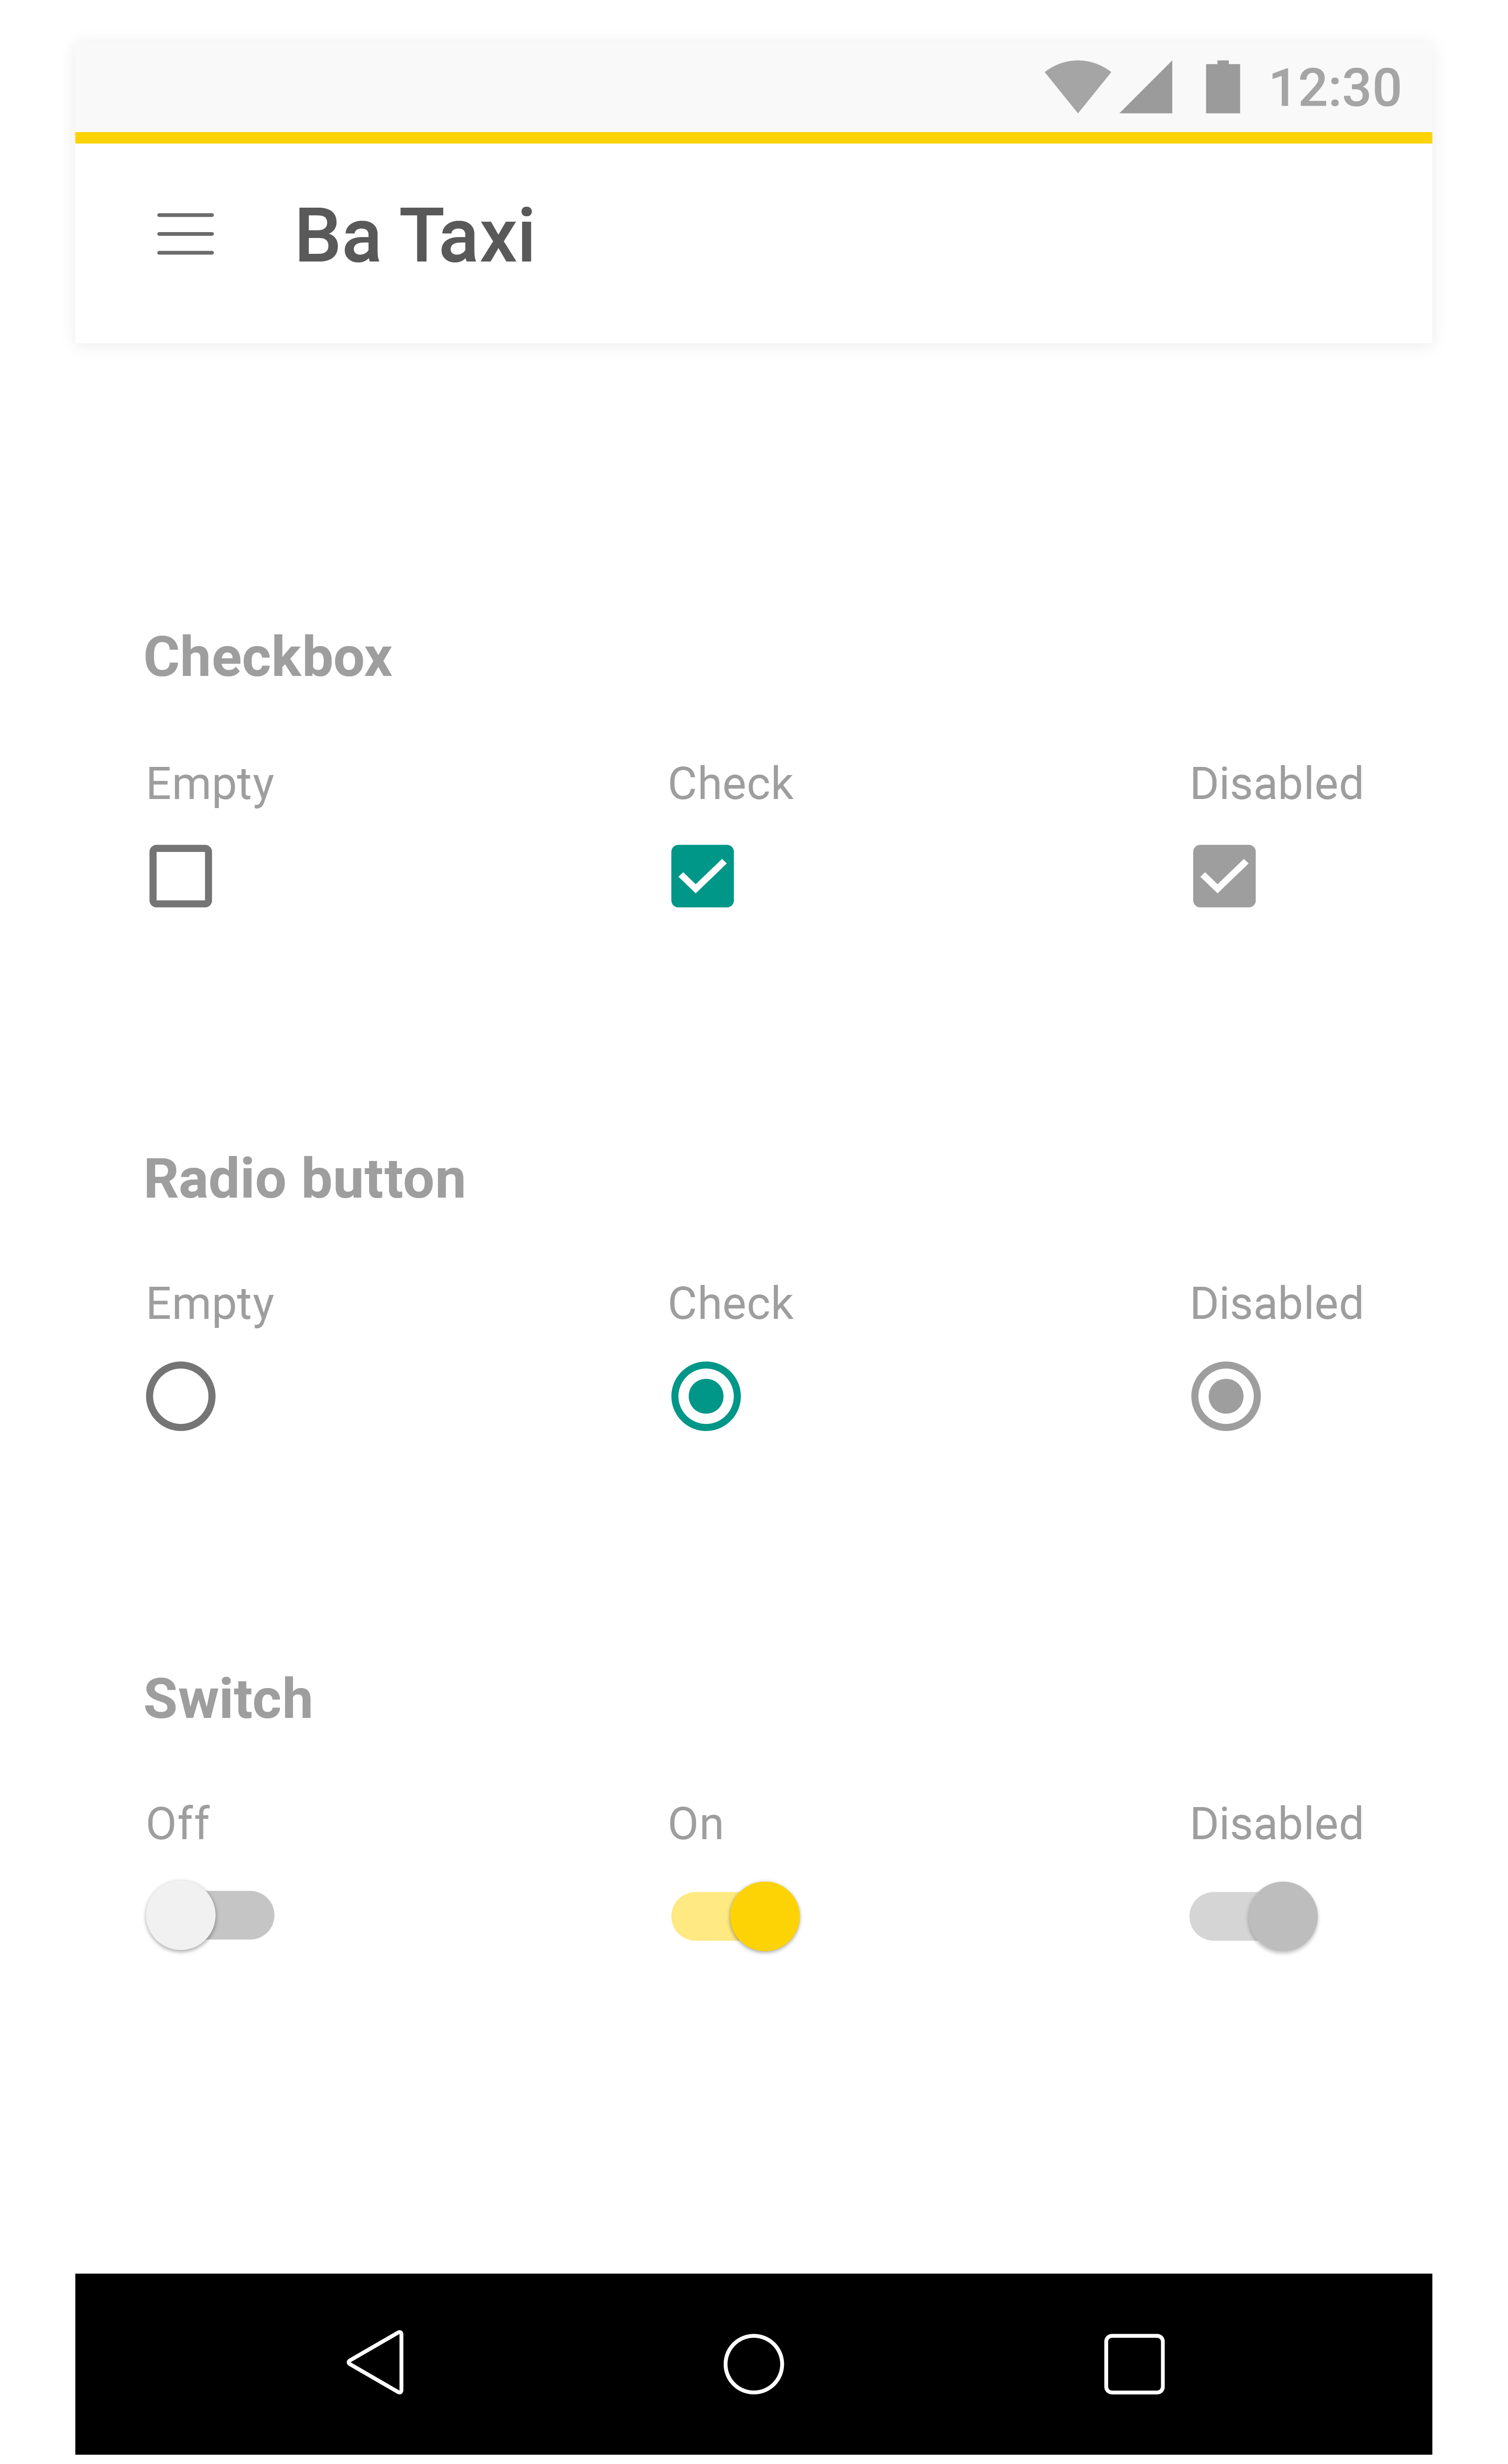 12:30
Ba Taxi
Checkbox
Empty Check Disabled
Radio button
Empty Check Disabled
Switch
Off On Disabled